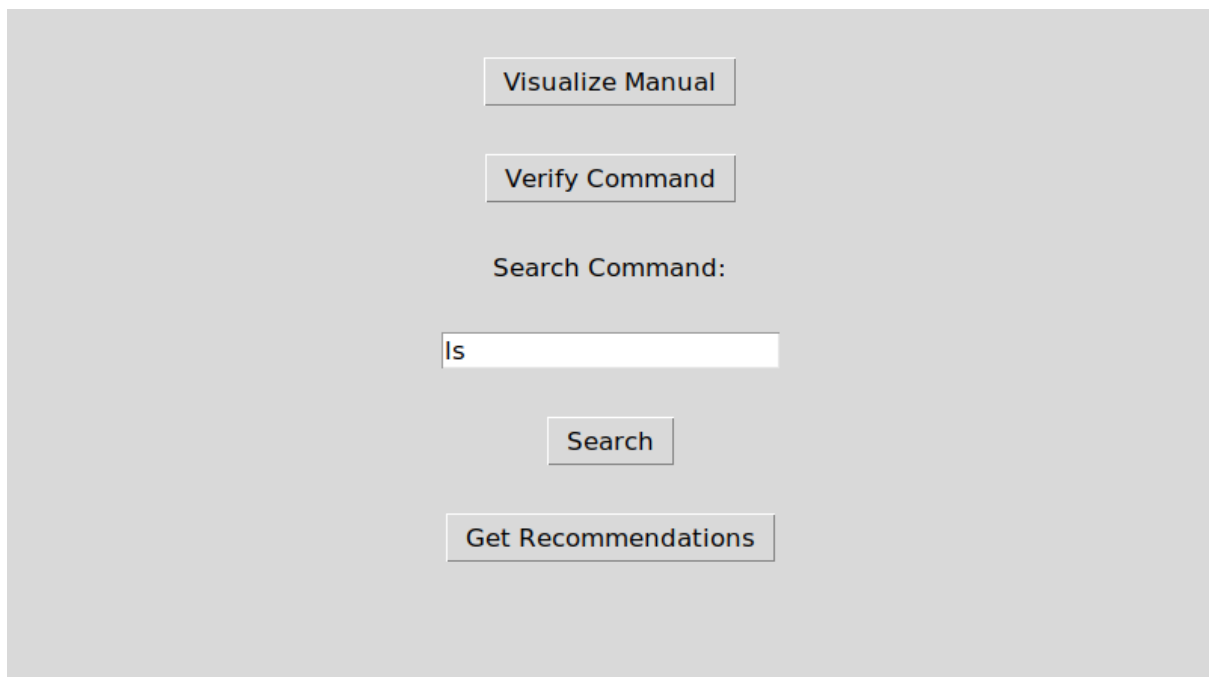 Visualize Manual
Verify Command
Search Command:
ls
Search
Get Recommendations